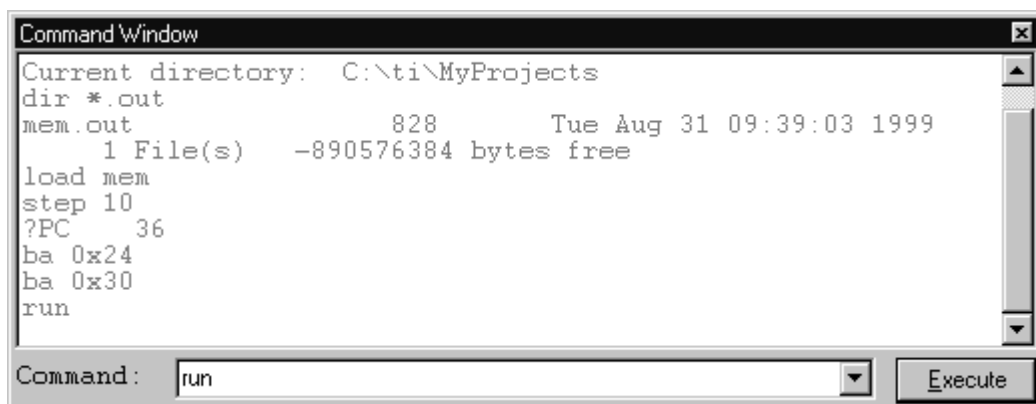 Command Window
Current directory:  C:\ti\MyProjects
dir *.out
mem.out                 828       Tue Aug 31 09:39:03 1999
     1 File(s)   -890576384 bytes free
load mem
step 10
?PC    36
ba 0x24
ba 0x30
run
Command: run Execute